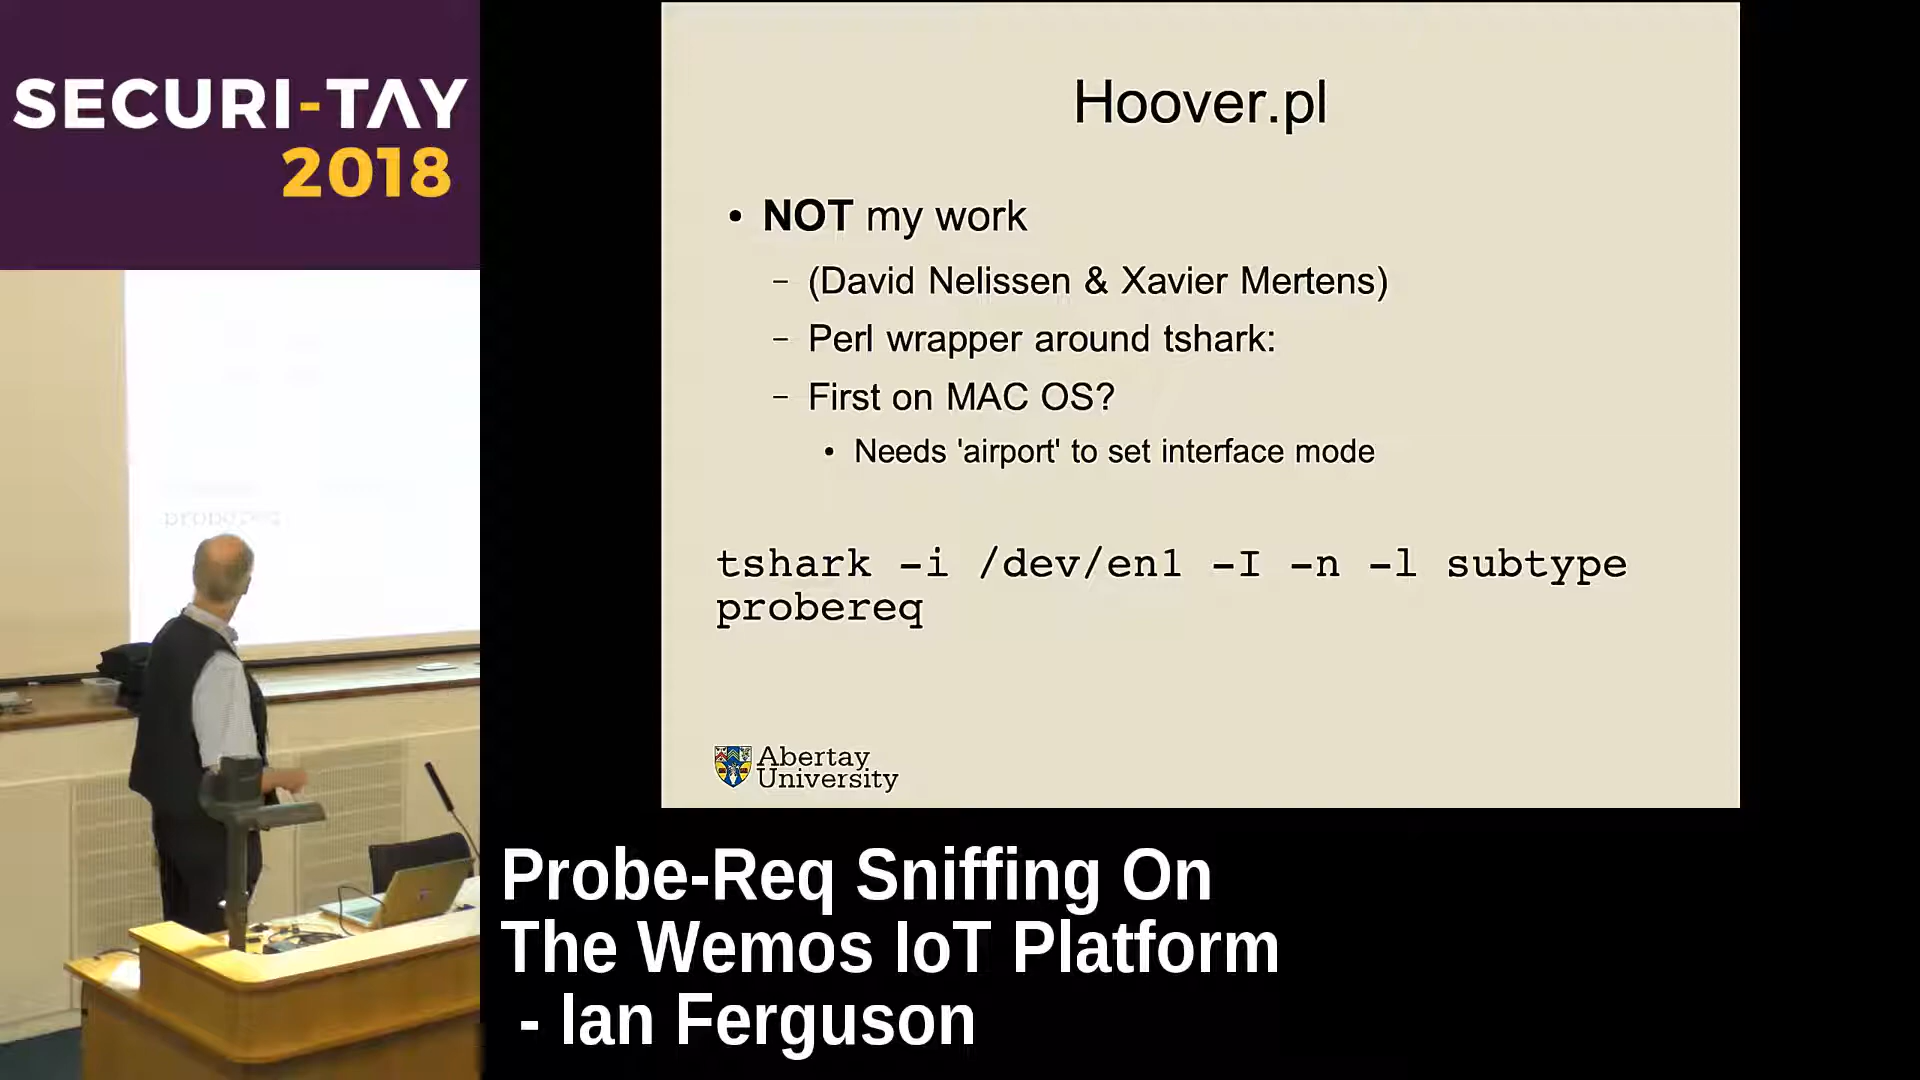 SECURI-TAY
2018
Hoover.pl
• NOT my work
– (David Nelissen & Xavier Mertens)
– Perl wrapper around tshark:
– First on MAC OS?
• Needs 'airport' to set interface mode
tshark -i /dev/en1 -I -n -l subtype
probereq
Abertay
University
probereq
Probe-Req Sniffing On
The Wemos IoT Platform
- Ian Ferguson